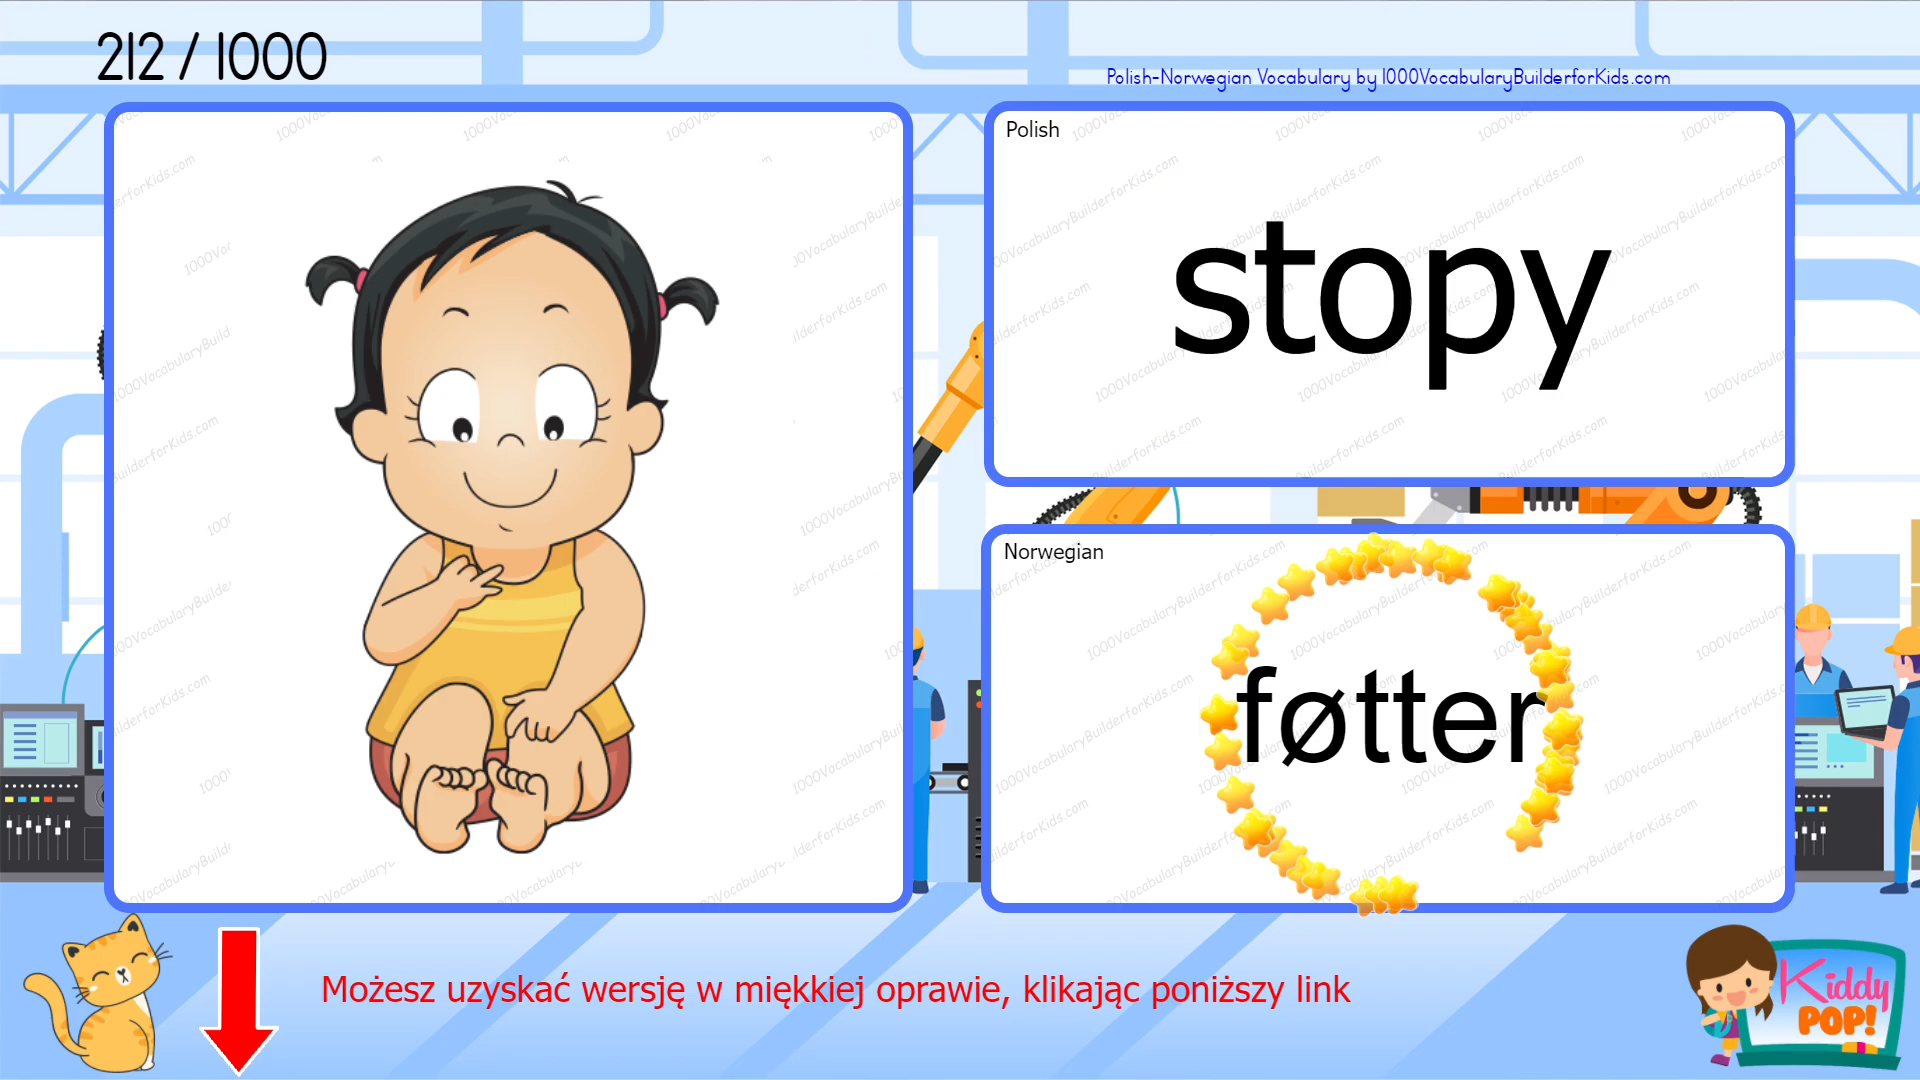 212 / 1000
Polish-Norwegian Vocabulary by 1000VocabularyBuilderforKids.com
Polish
stopy
Norwegian
føtter
Możesz uzyskać wersję w miękkiej oprawie, klikając poniższy link
Kiddy
POP!